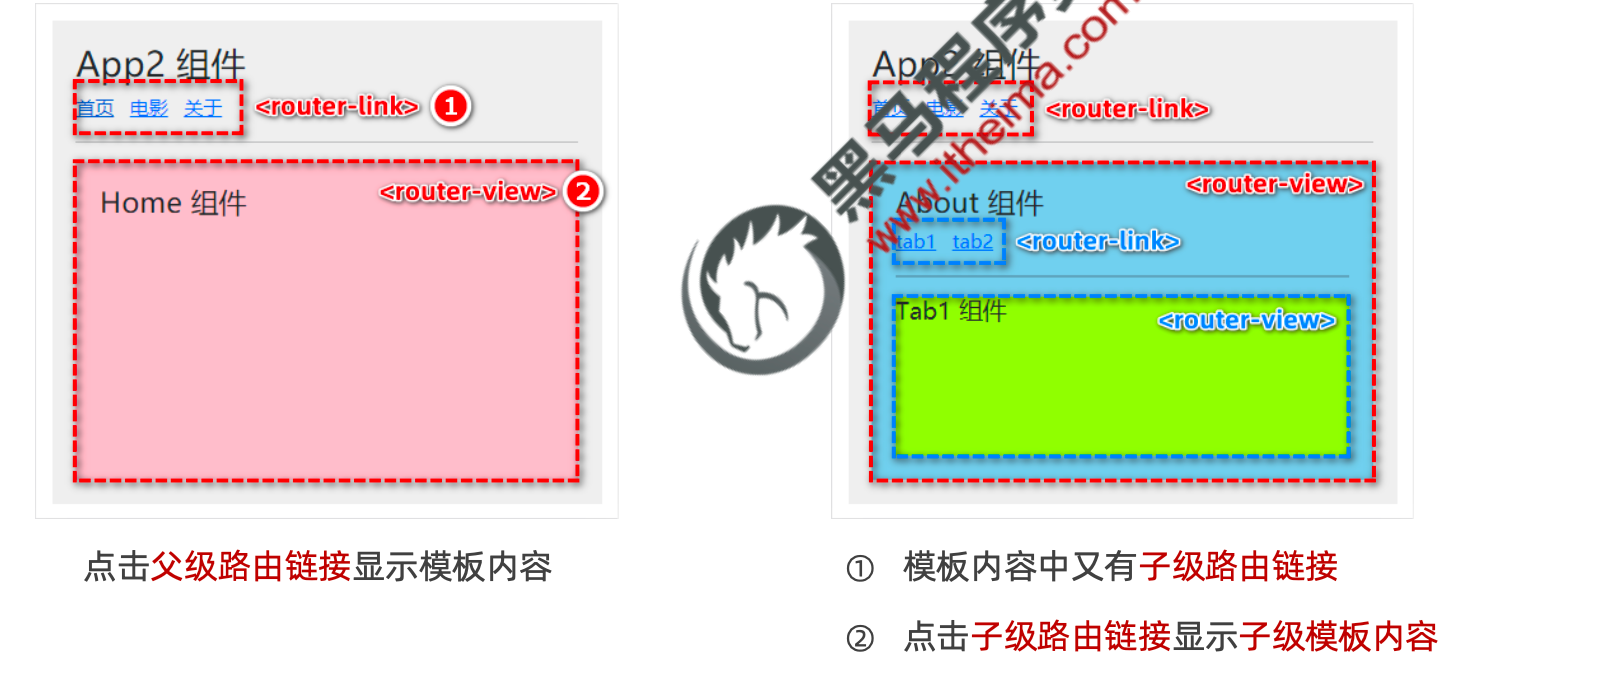 App2 组件
首页 电影 关于
<router-link> 1
Home 组件
<router-view> 2
点击父级路由链接显示模板内容
黑马程序
www.itheima.com
App2 组件
首页 电影 关于
<router-link>
<router-view>
About 组件
tab1 tab2
<router-link>
Tab1 组件
<router-view>
① 模板内容中又有子级路由链接
② 点击子级路由链接显示子级模板内容